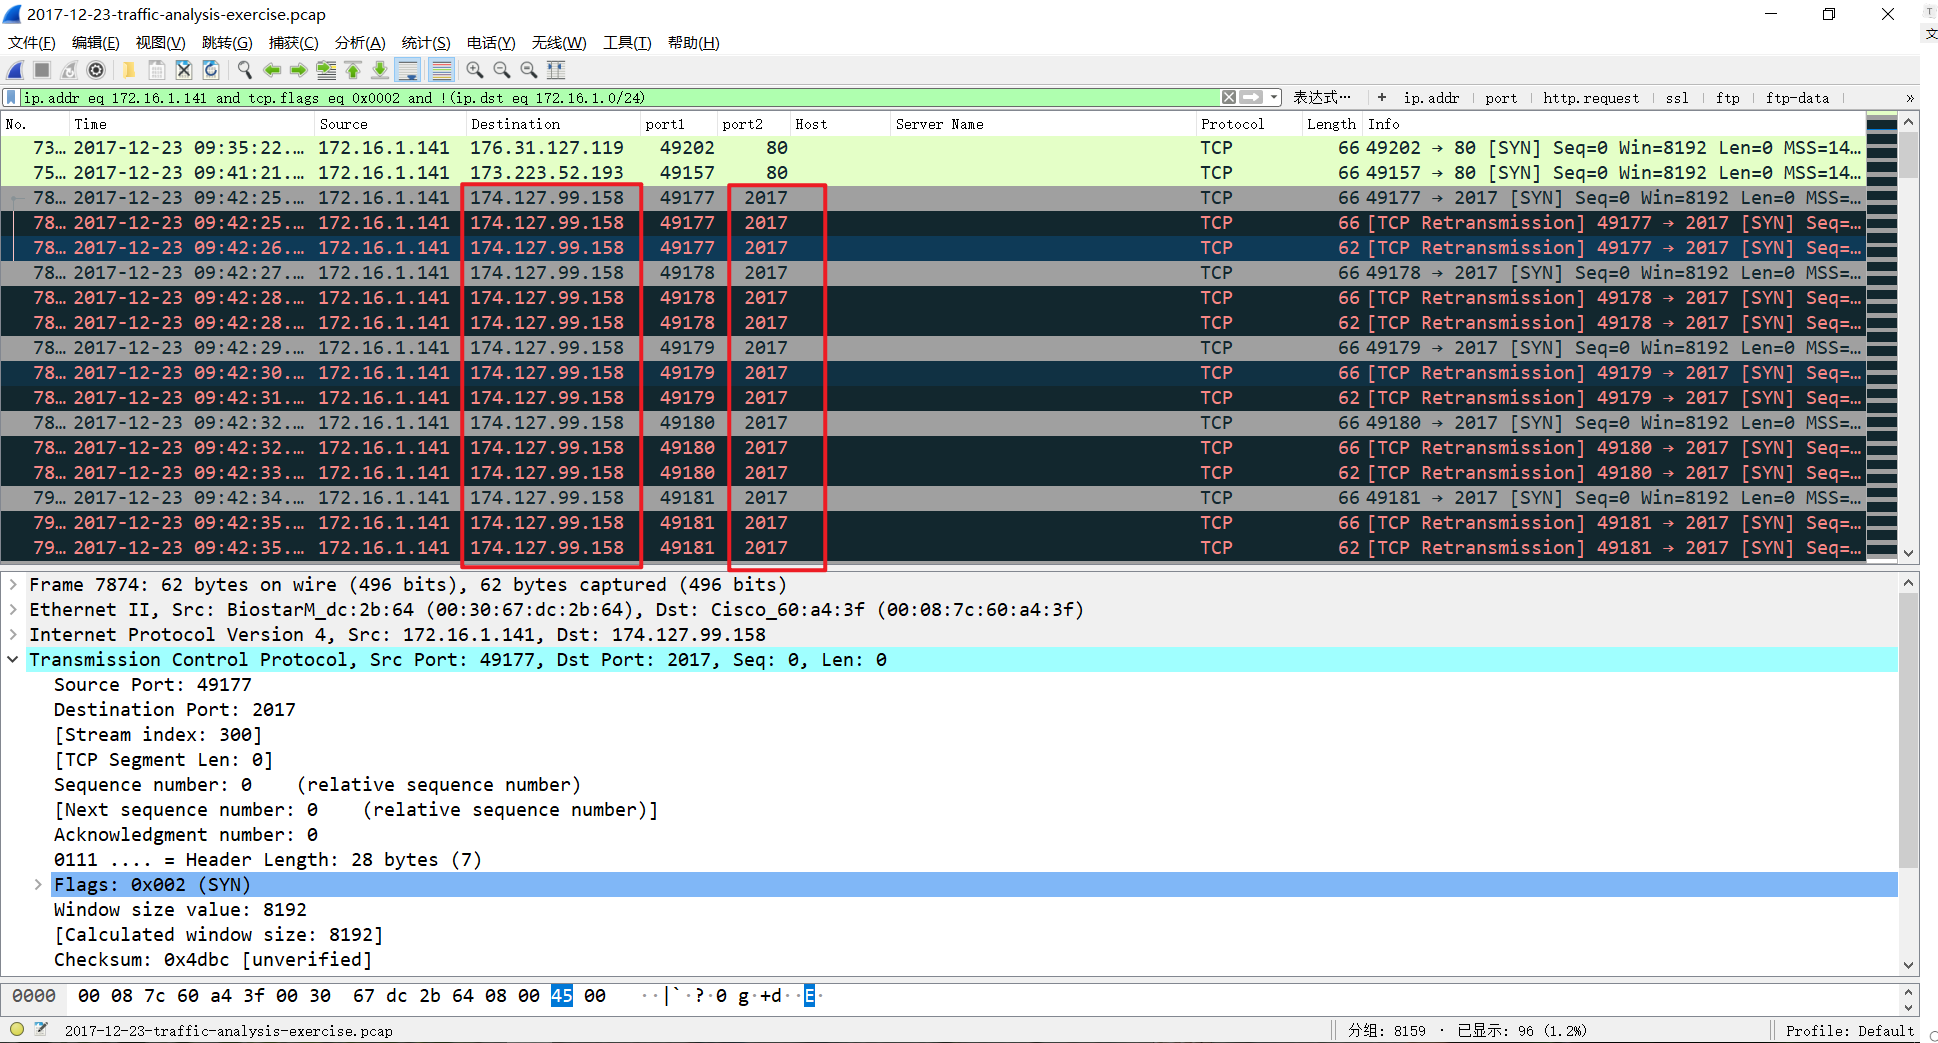 2017-12-23-traffic-analysis-exercise.pcap
文件(F) 编辑(E) 视图(V) 跳转(G) 捕获(C) 分析(A) 统计(S) 电话(Y) 无线(W) 工具(T) 帮助(H)
ip.addr eq 172.16.1.141 and tcp.flags eq 0x0002 and !(ip.dst eq 172.16.1.0/24) 表达式… + ip.addr port http.request ssl ftp ftp-data »
No. Time Source Destination port1 port2 Host Server Name Protocol Length Info
73… 2017-12-23 09:35:22.… 172.16.1.141 176.31.127.119 49202 80 TCP 66 49202 → 80 [SYN] Seq=0 Win=8192 Len=0 MSS=14…
75… 2017-12-23 09:41:21.… 172.16.1.141 173.223.52.193 49157 80 TCP 66 49157 → 80 [SYN] Seq=0 Win=8192 Len=0 MSS=14…
78… 2017-12-23 09:42:25.… 172.16.1.141 174.127.99.158 49177 2017 TCP 66 49177 → 2017 [SYN] Seq=0 Win=8192 Len=0 MSS=…
78… 2017-12-23 09:42:25.… 172.16.1.141 174.127.99.158 49177 2017 TCP 66 [TCP Retransmission] 49177 → 2017 [SYN] Seq=…
78… 2017-12-23 09:42:26.… 172.16.1.141 174.127.99.158 49177 2017 TCP 62 [TCP Retransmission] 49177 → 2017 [SYN] Seq=…
78… 2017-12-23 09:42:27.… 172.16.1.141 174.127.99.158 49178 2017 TCP 66 49178 → 2017 [SYN] Seq=0 Win=8192 Len=0 MSS=…
78… 2017-12-23 09:42:28.… 172.16.1.141 174.127.99.158 49178 2017 TCP 66 [TCP Retransmission] 49178 → 2017 [SYN] Seq=…
78… 2017-12-23 09:42:28.… 172.16.1.141 174.127.99.158 49178 2017 TCP 62 [TCP Retransmission] 49178 → 2017 [SYN] Seq=…
78… 2017-12-23 09:42:29.… 172.16.1.141 174.127.99.158 49179 2017 TCP 66 49179 → 2017 [SYN] Seq=0 Win=8192 Len=0 MSS=…
78… 2017-12-23 09:42:30.… 172.16.1.141 174.127.99.158 49179 2017 TCP 66 [TCP Retransmission] 49179 → 2017 [SYN] Seq=…
78… 2017-12-23 09:42:31.… 172.16.1.141 174.127.99.158 49179 2017 TCP 62 [TCP Retransmission] 49179 → 2017 [SYN] Seq=…
78… 2017-12-23 09:42:32.… 172.16.1.141 174.127.99.158 49180 2017 TCP 66 49180 → 2017 [SYN] Seq=0 Win=8192 Len=0 MSS=…
78… 2017-12-23 09:42:32.… 172.16.1.141 174.127.99.158 49180 2017 TCP 66 [TCP Retransmission] 49180 → 2017 [SYN] Seq=…
78… 2017-12-23 09:42:33.… 172.16.1.141 174.127.99.158 49180 2017 TCP 62 [TCP Retransmission] 49180 → 2017 [SYN] Seq=…
79… 2017-12-23 09:42:34.… 172.16.1.141 174.127.99.158 49181 2017 TCP 66 49181 → 2017 [SYN] Seq=0 Win=8192 Len=0 MSS=…
79… 2017-12-23 09:42:35.… 172.16.1.141 174.127.99.158 49181 2017 TCP 66 [TCP Retransmission] 49181 → 2017 [SYN] Seq=…
79… 2017-12-23 09:42:35.… 172.16.1.141 174.127.99.158 49181 2017 TCP 62 [TCP Retransmission] 49181 → 2017 [SYN] Seq=…
Frame 7874: 62 bytes on wire (496 bits), 62 bytes captured (496 bits)
Ethernet II, Src: BiostarM_dc:2b:64 (00:30:67:dc:2b:64), Dst: Cisco_60:a4:3f (00:08:7c:60:a4:3f)
Internet Protocol Version 4, Src: 172.16.1.141, Dst: 174.127.99.158
Transmission Control Protocol, Src Port: 49177, Dst Port: 2017, Seq: 0, Len: 0
Source Port: 49177
Destination Port: 2017
[Stream index: 300]
[TCP Segment Len: 0]
Sequence number: 0 (relative sequence number)
[Next sequence number: 0 (relative sequence number)]
Acknowledgment number: 0
0111 .... = Header Length: 28 bytes (7)
Flags: 0x002 (SYN)
Window size value: 8192
[Calculated window size: 8192]
Checksum: 0x4dbc [unverified]
0000 00 08 7c 60 a4 3f 00 30 67 dc 2b 64 08 00 45 00 ··|`·?·0 g·+d··E·
2017-12-23-traffic-analysis-exercise.pcap 分组: 8159 · 已显示: 96 (1.2%) Profile: Default